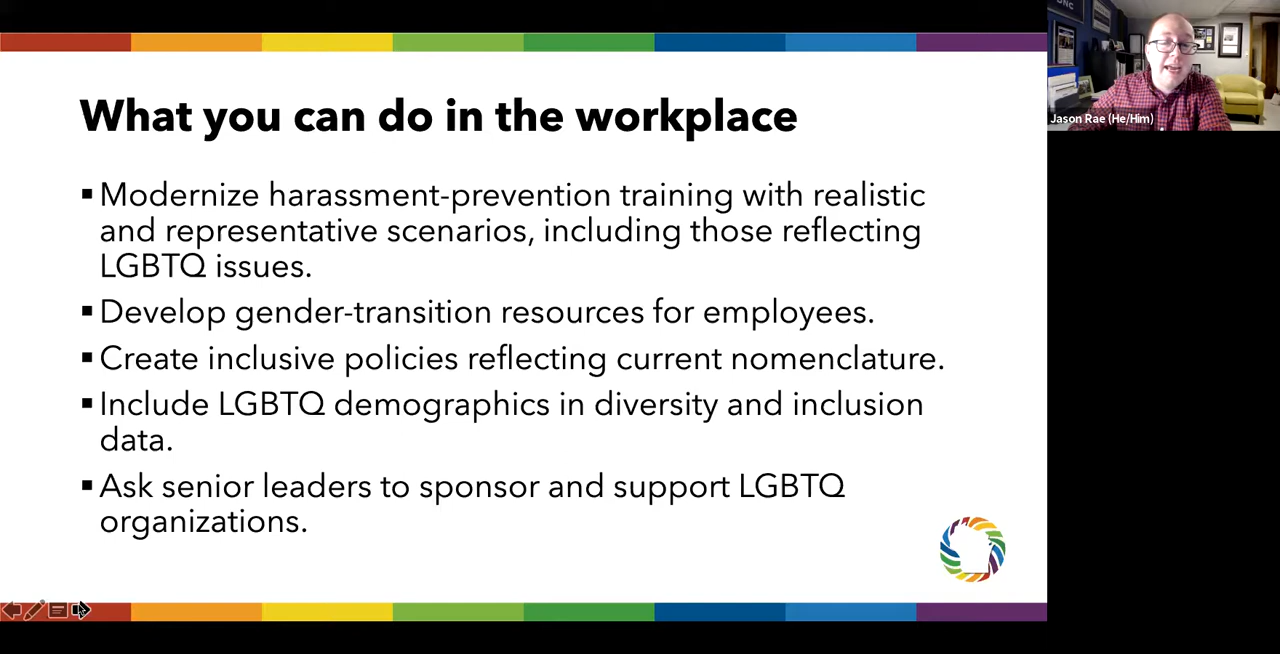 What you can do in the workplace
▪ Modernize harassment-prevention training with realistic
and representative scenarios, including those reflecting
LGBTQ issues.
▪ Develop gender-transition resources for employees.
▪ Create inclusive policies reflecting current nomenclature.
▪ Include LGBTQ demographics in diversity and inclusion
data.
▪ Ask senior leaders to sponsor and support LGBTQ
organizations.
Jason Rae (He/Him)